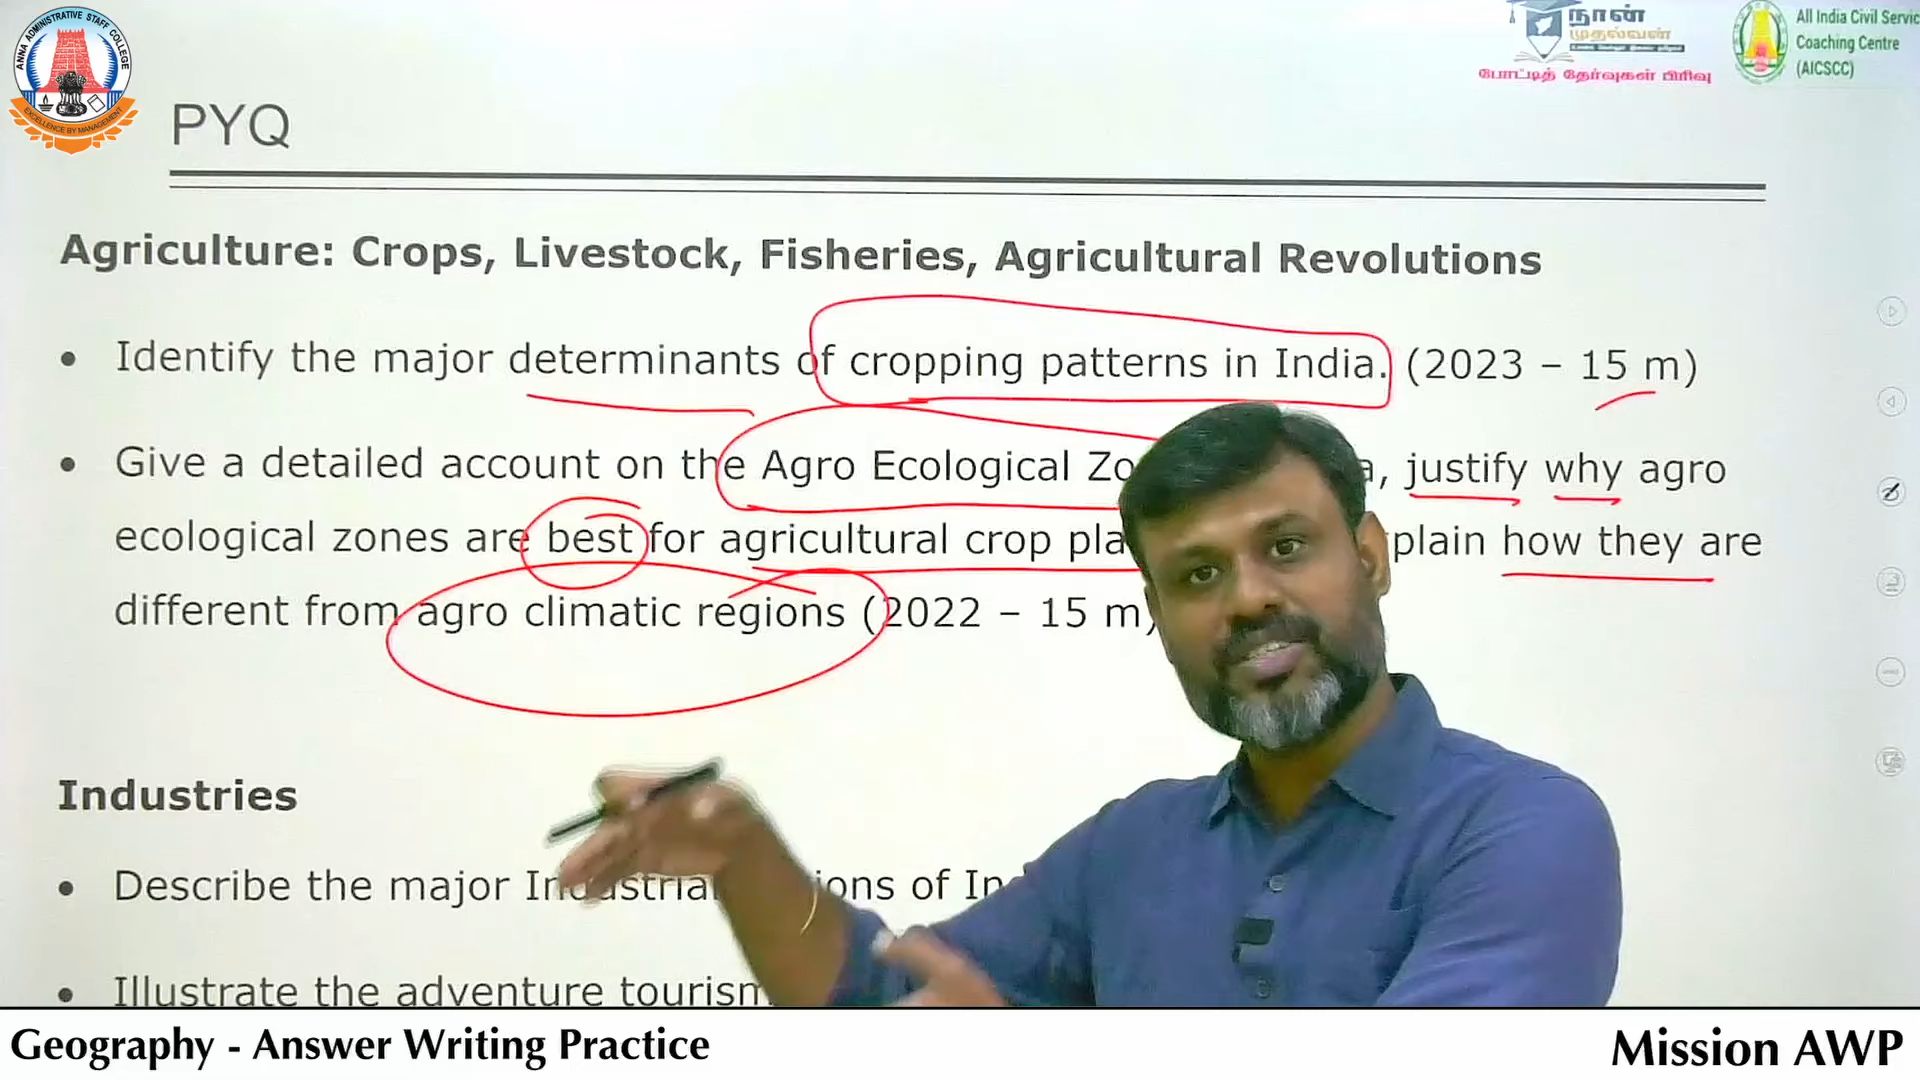 ANNA ADMINISTRATIVE STAFF COLLEGE
EXCELLENCE BY MANAGEMENT
நான்
முதல்வன்
போட்டித் தேர்வுகள் பிரிவு
All India Civil Servic
Coaching Centre
(AICSCC)
PYQ
Agriculture: Crops, Livestock, Fisheries, Agricultural Revolutions
• Identify the major determinants of cropping patterns in India. (2023 – 15 m)
• Give a detailed account on the Agro Ecological Zo a, justify why agro
ecological zones are best for agricultural crop pla plain how they are
different from agro climatic regions (2022 – 15 m)
Industries
• Describe the major Industrial ions of In
• Illustrate the adventure tourism
Geography - Answer Writing Practice
Mission AWP